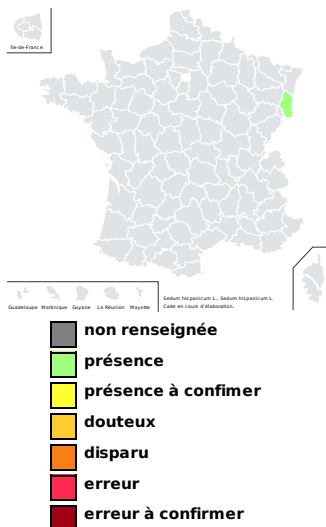 Île-de-France
Guadeloupe Martinique Guyane La Réunion Mayotte
Sedum hispanicum L., Sedum hispanicum L.
Carte en cours d'élaboration.
non renseignée
présence
présence à confimer
douteux
disparu
erreur
erreur à confirmer